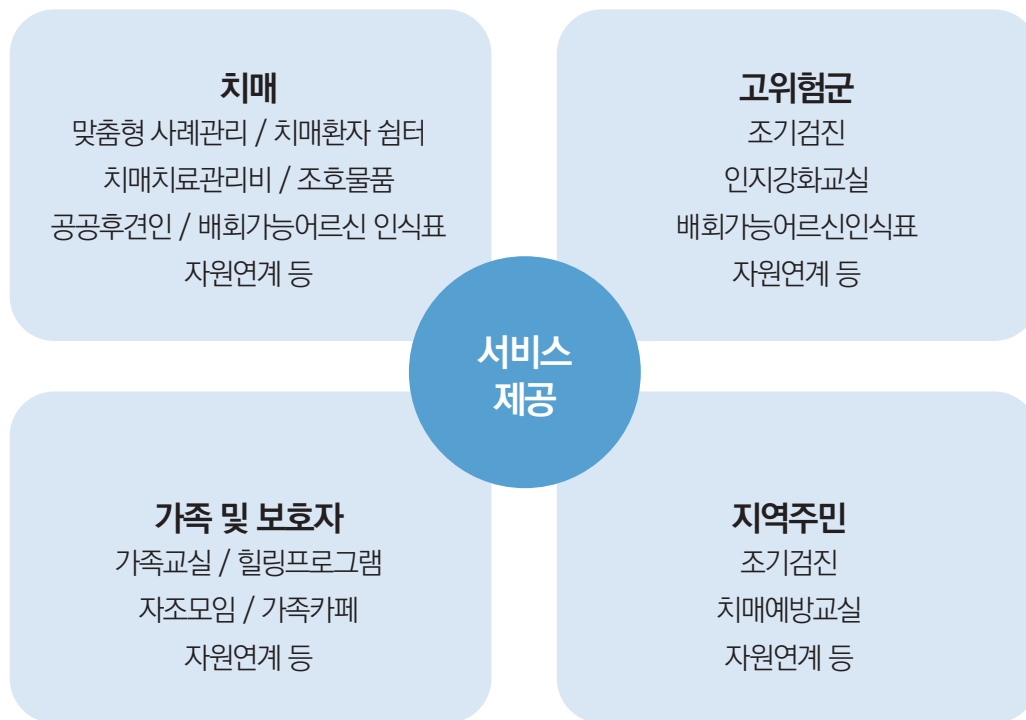 치매
맞춤형 사례관리 / 치매환자 쉼터
치매치료관리비 / 조호물품
공공후견인 / 배회가능어르신 인식표
자원연계 등
고위험군
조기검진
인지강화교실
배회가능어르신인식표
자원연계 등
서비스
제공
가족 및 보호자
가족교실 / 힐링프로그램
자조모임 / 가족카페
자원연계 등
지역주민
조기검진
치매예방교실
자원연계 등